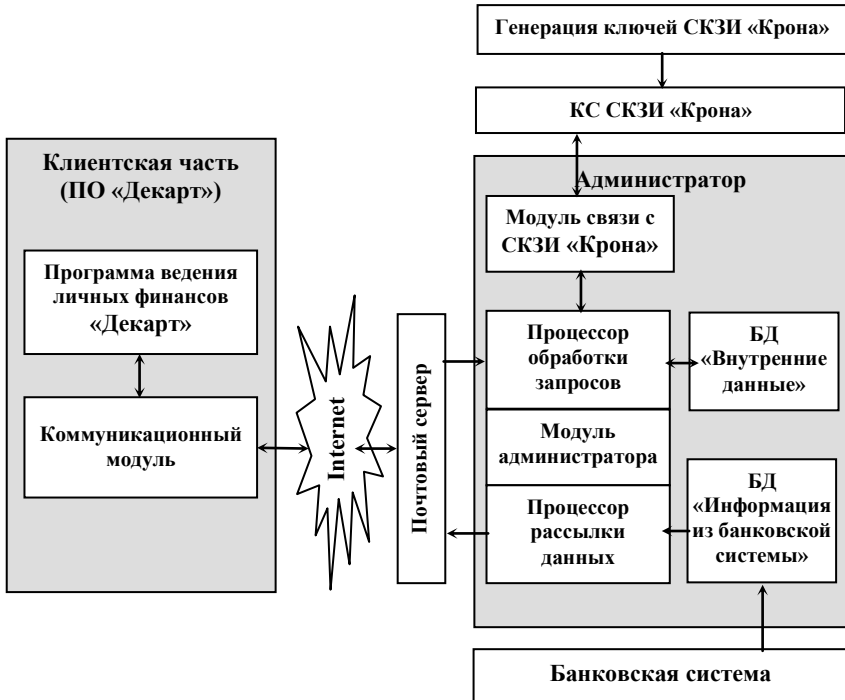 Генерация ключей СКЗИ «Крона»
КС СКЗИ «Крона»
Клиентская часть
(ПО «Декарт»)
Программа ведения
личных финансов
«Декарт»
Коммуникационный
модуль
Internet
Почтовый сервер
Администратор
Модуль связи с
СКЗИ «Крона»
Процессор
обработки
запросов
БД
«Внутренние
данные»
Модуль
администратора
Процессор
рассылки
данных
БД
«Информация
из банковской
системы»
Банковская система